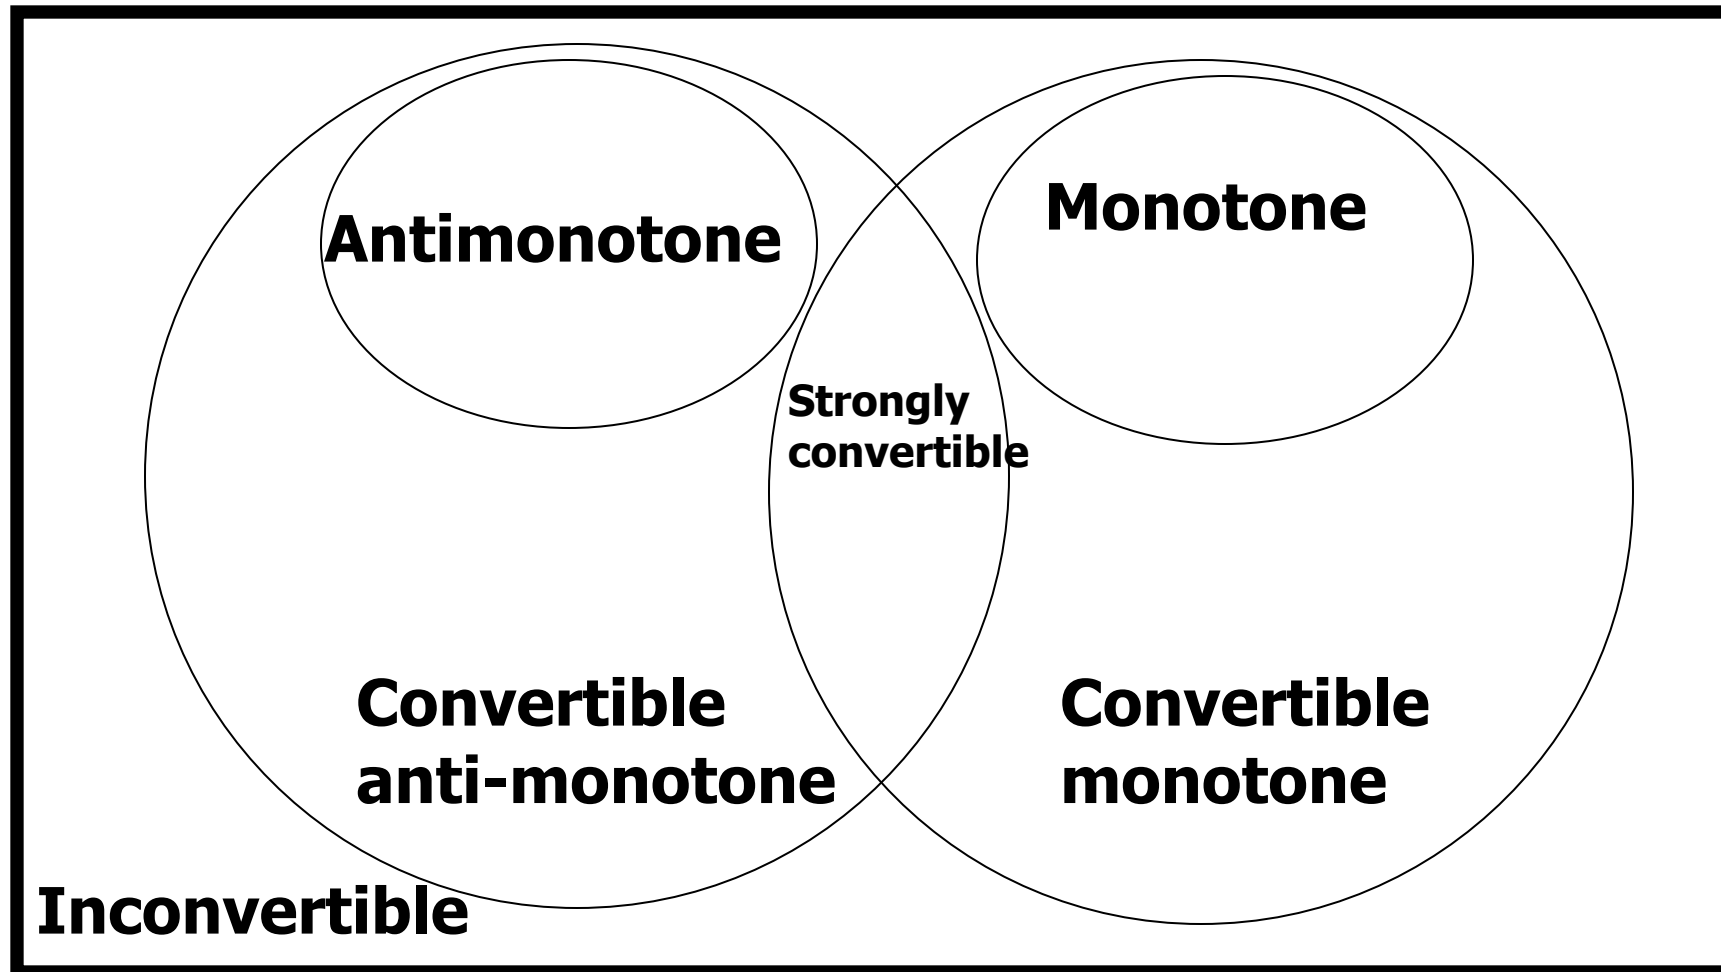 Antimonotone
Monotone
Strongly
convertible
Convertible
anti-monotone
Convertible
monotone
Inconvertible